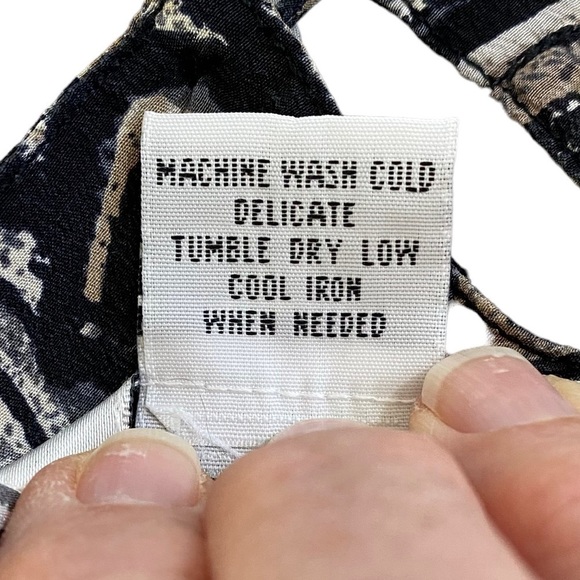 MACHINE WASH COLD
DELICATE
TUMBLE DRY LOW
COOL IRON
WHEN NEEDED